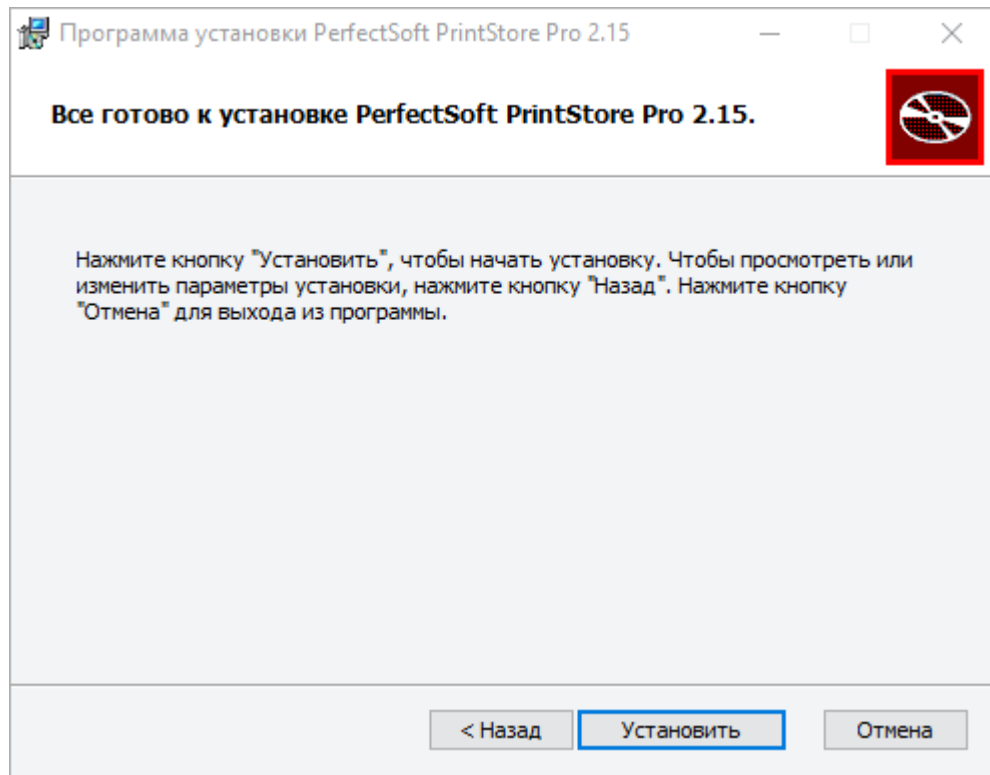 Программа установки PerfectSoft PrintStore Pro 2.15
Все готово к установке PerfectSoft PrintStore Pro 2.15.
Нажмите кнопку "Установить", чтобы начать установку. Чтобы просмотреть или
изменить параметры установки, нажмите кнопку "Назад". Нажмите кнопку
"Отмена" для выхода из программы.
< Назад
Установить
Отмена